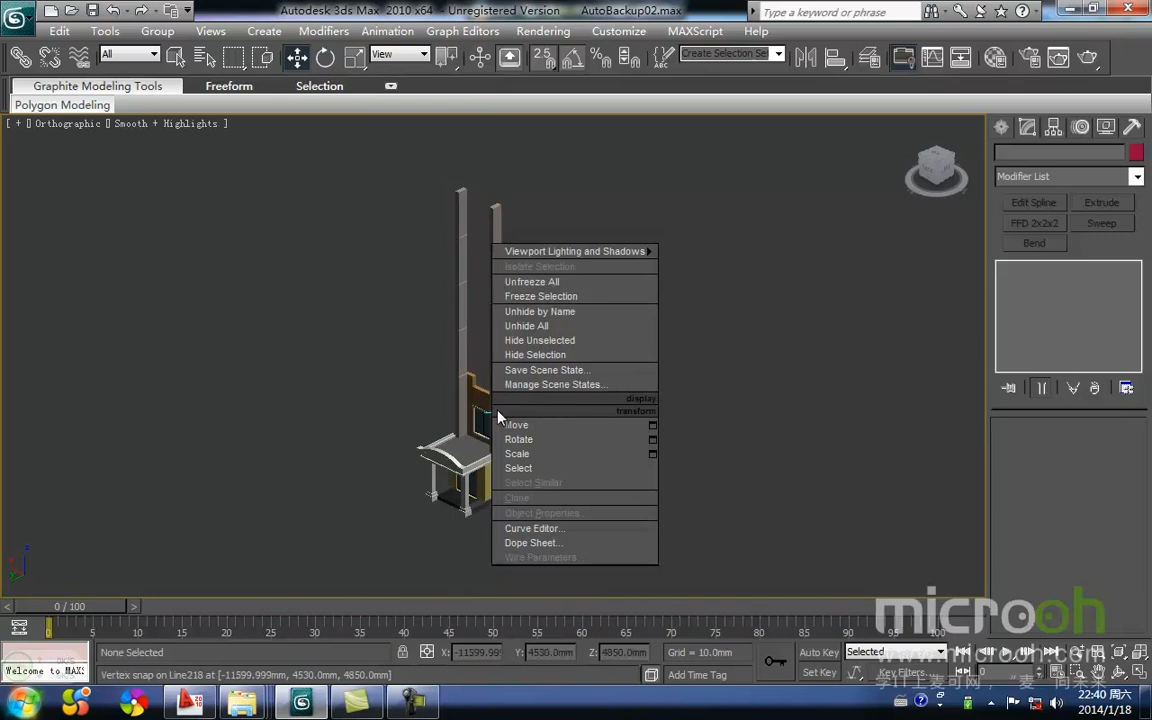 Autodesk 3ds Max 2010 x64 - Unregistered Version AutoBackup02.max
Type a keyword or phrase
Edit Tools Group Views Create Modifiers Animation Graph Editors Rendering Customize MAXScript Help
All
View
2.5
Create Selection Se
Graphite Modeling Tools Freeform Selection
Polygon Modeling
[ + ] [ Orthographic ] [ Smooth + Highlights ]
Modifier List
Edit Spline Extrude
FFD 2x2x2 Sweep
Bend
Viewport Lighting and Shadows
Isolate Selection
Unfreeze All
Freeze Selection
Unhide by Name
Unhide All
Hide Unselected
Hide Selection
Save Scene State...
Manage Scene States...
display
transform
Move
Rotate
Scale
Select
Select Similar
Clone
Object Properties...
Curve Editor...
Dope Sheet...
Wire Parameters...
0 / 100
0 5 10 15 20 25 30 35 40 45 50 55 60 65 70 75 80 85 90 95 100
None Selected X: -11599.999 Y: 4530.0mm Z: 4850.0mm Grid = 10.0mm Auto Key Selected
Welcome to MAX: Vertex snap on Line218 at [-11599.999mm, 4530.0mm, 4850.0mm] Add Time Tag Set Key Key Filters... 0
microoh
www.microoh.com
22:40 周六
2014/1/18